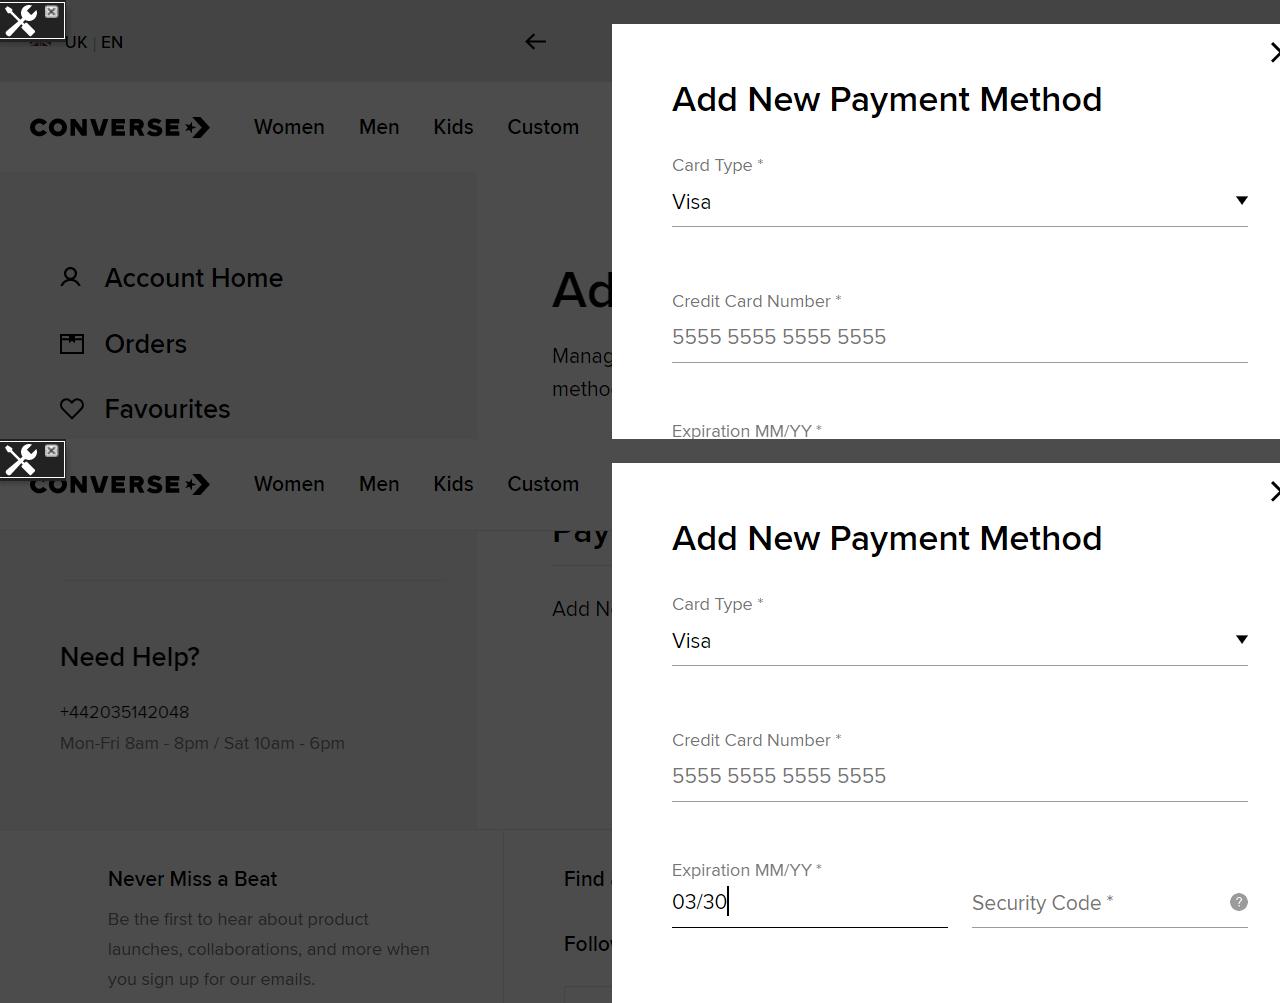 UK | EN
CONVERSE
Women Men Kids Custom
Account Home
Orders
Favourites
Ad
Manag
metho
Add New Payment Method
Card Type *
Visa
Credit Card Number *
5555 5555 5555 5555
Expiration MM/YY *
CONVERSE
Women Men Kids Custom
Pay
Add N
Need Help?
+442035142048
Mon-Fri 8am - 8pm / Sat 10am - 6pm
Never Miss a Beat
Be the first to hear about product
launches, collaborations, and more when
you sign up for our emails.
Find
Follo
Add New Payment Method
Card Type *
Visa
Credit Card Number *
5555 5555 5555 5555
Expiration MM/YY *
03/30
Security Code *
?